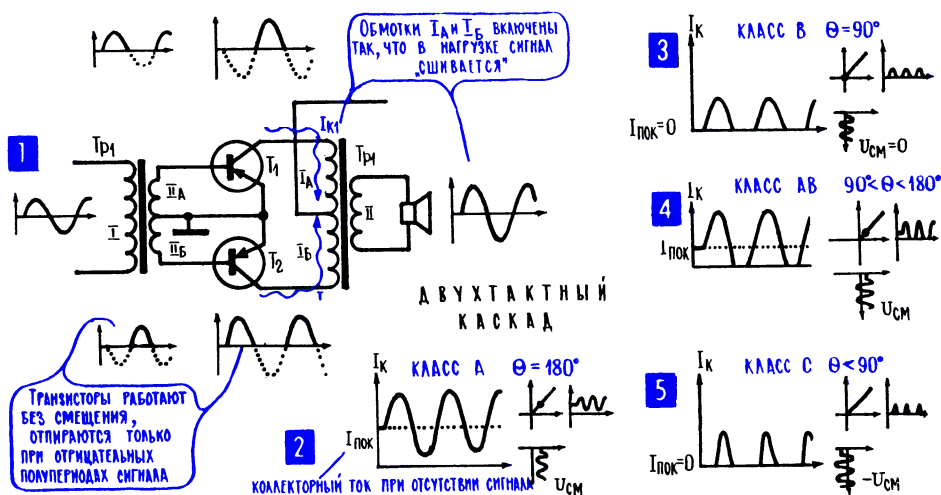 1
Обмотки IА и IБ включены
так, что в нагрузке сигнал
„сшивается"
Iк1
Тр1
Т1
IА
Тр1
IIА
I
II
IIБ
IБ
Т2
Двухтактный
каскад
Транзисторы работают
без смещения,
отпираются только
при отрицательных
полупериодах сигнала
2
Iк
Класс А Θ=180°
Iпок
Коллекторный ток при отсутствии сигнала
Uсм
3
Iк
Класс В Θ=90°
Iпок=0
Uсм=0
4
Iк
Класс АВ 90°<Θ<180°
Iпок
Uсм
5
Iк
Класс С Θ<90°
Iпок=0
-Uсм